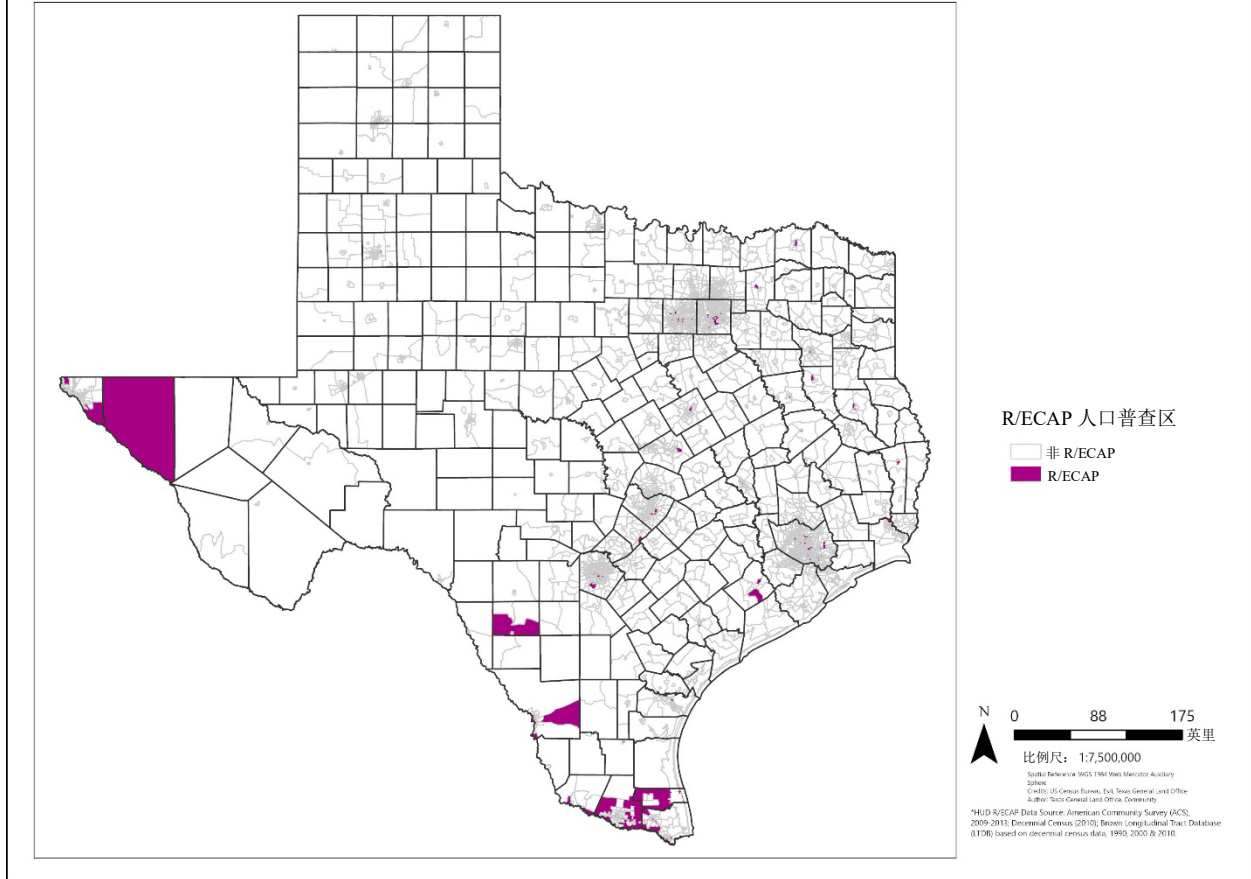 R/ECAP 人口普查区
非 R/ECAP
R/ECAP
N
0 88 175
英里
比例尺： 1:7,500,000
Spatial Reference: WGS 1984 Web Mercator Auxiliary
Sphere
Credits: US Census Bureau, Esri, Texas General Land Office
Author: Texas General Land Office, Community
*HUD R/ECAP Data Source: American Community Survey (ACS),
2009-2013; Decennial Census (2010); Brown Longitudinal Tract Database
(LTDB) based on decennial census data, 1990, 2000 & 2010.